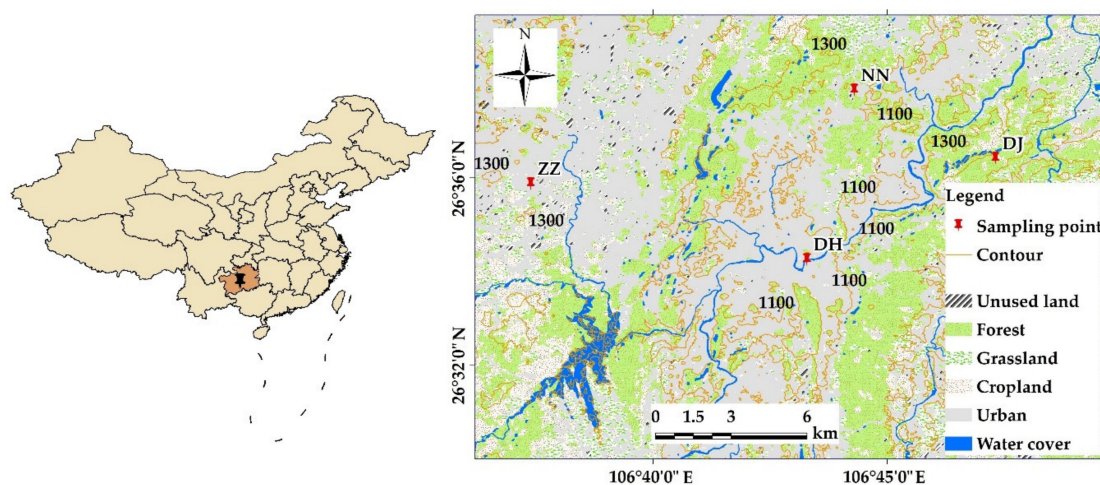 N
1300
NN
1100
1300
DJ
1300
ZZ
1300
1100
1100
DH
1100
1100
26°36'0"N
26°32'0"N
Legend
Sampling point
Contour
Unused land
Forest
Grassland
Cropland
Urban
Water cover
0 1.5 3 6
km
106°40'0" E
106°45'0" E